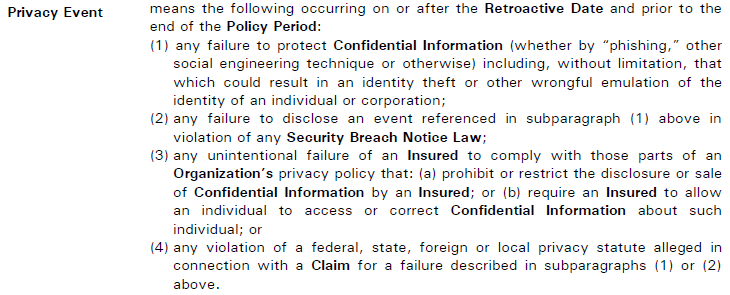 Privacy Event
means the following occurring on or after the Retroactive Date and prior to the
end of the Policy Period:
(1) any failure to protect Confidential Information (whether by “phishing,” other
social engineering technique or otherwise) including, without limitation, that
which could result in an identity theft or other wrongful emulation of the
identity of an individual or corporation;
(2) any failure to disclose an event referenced in subparagraph (1) above in
violation of any Security Breach Notice Law;
(3) any unintentional failure of an Insured to comply with those parts of an
Organization’s privacy policy that: (a) prohibit or restrict the disclosure or sale
of Confidential Information by an Insured; or (b) require an Insured to allow
an individual to access or correct Confidential Information about such
individual; or
(4) any violation of a federal, state, foreign or local privacy statute alleged in
connection with a Claim for a failure described in subparagraphs (1) or (2)
above.